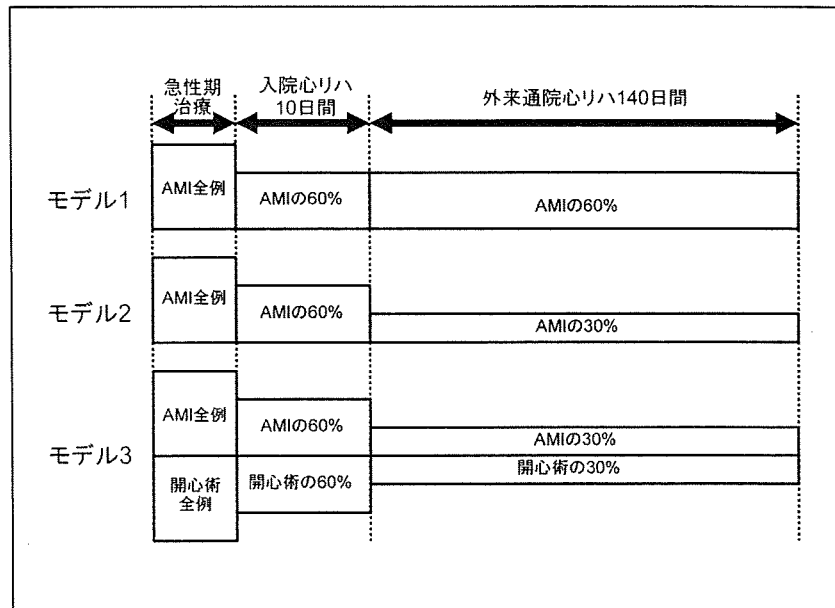 急性期
治療
入院心リハ
10日間
外来通院心リハ140日間
モデル1
AMI全例
AMIの60%
AMIの60%
モデル2
AMI全例
AMIの60%
AMIの30%
モデル3
AMI全例
AMIの60%
AMIの30%
開心術
全例
開心術の60%
開心術の30%